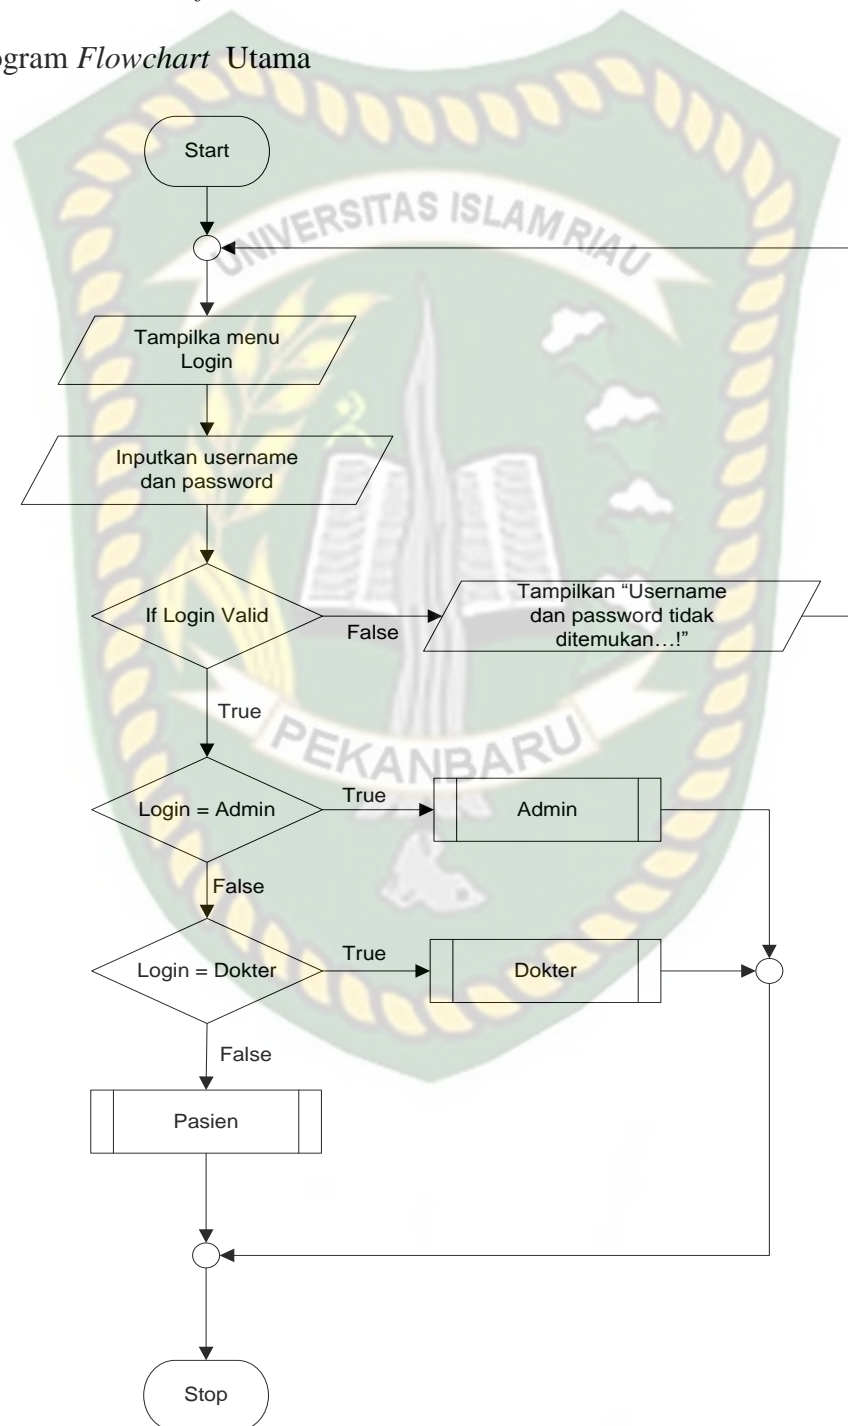 ogram Flowchart Utama
Start
UNIVERSITAS ISLAM RIAU
Tampilka menu
Login
Inputkan username
dan password
If Login Valid
False
Tampilkan “Username
dan password tidak
ditemukan…!”
True
PEKANBARU
Login = Admin
True
Admin
False
Login = Dokter
True
Dokter
False
Pasien
Stop